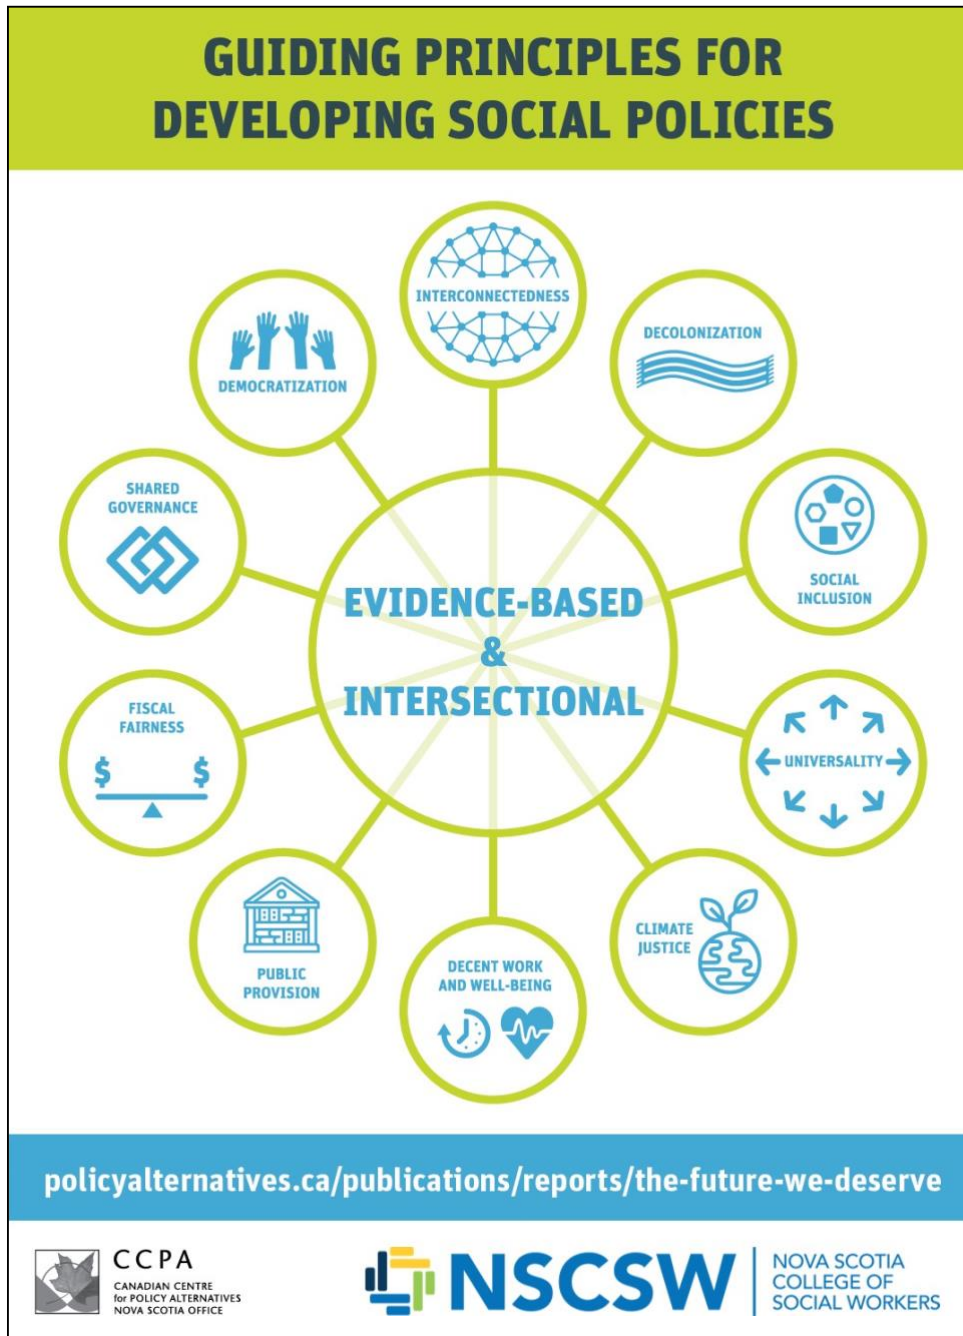 GUIDING PRINCIPLES FOR
DEVELOPING SOCIAL POLICIES
INTERCONNECTEDNESS
DECOLONIZATION
SOCIAL
INCLUSION
UNIVERSALITY
CLIMATE
JUSTICE
DECENT WORK
AND WELL-BEING
PUBLIC
PROVISION
FISCAL
FAIRNESS
$ $
SHARED
GOVERNANCE
DEMOCRATIZATION
EVIDENCE-BASED
&
INTERSECTIONAL
policyalternatives.ca/publications/reports/the-future-we-deserve
CCPA
CANADIAN CENTRE
for POLICY ALTERNATIVES
NOVA SCOTIA OFFICE
NSCSW
NOVA SCOTIA
COLLEGE OF
SOCIAL WORKERS